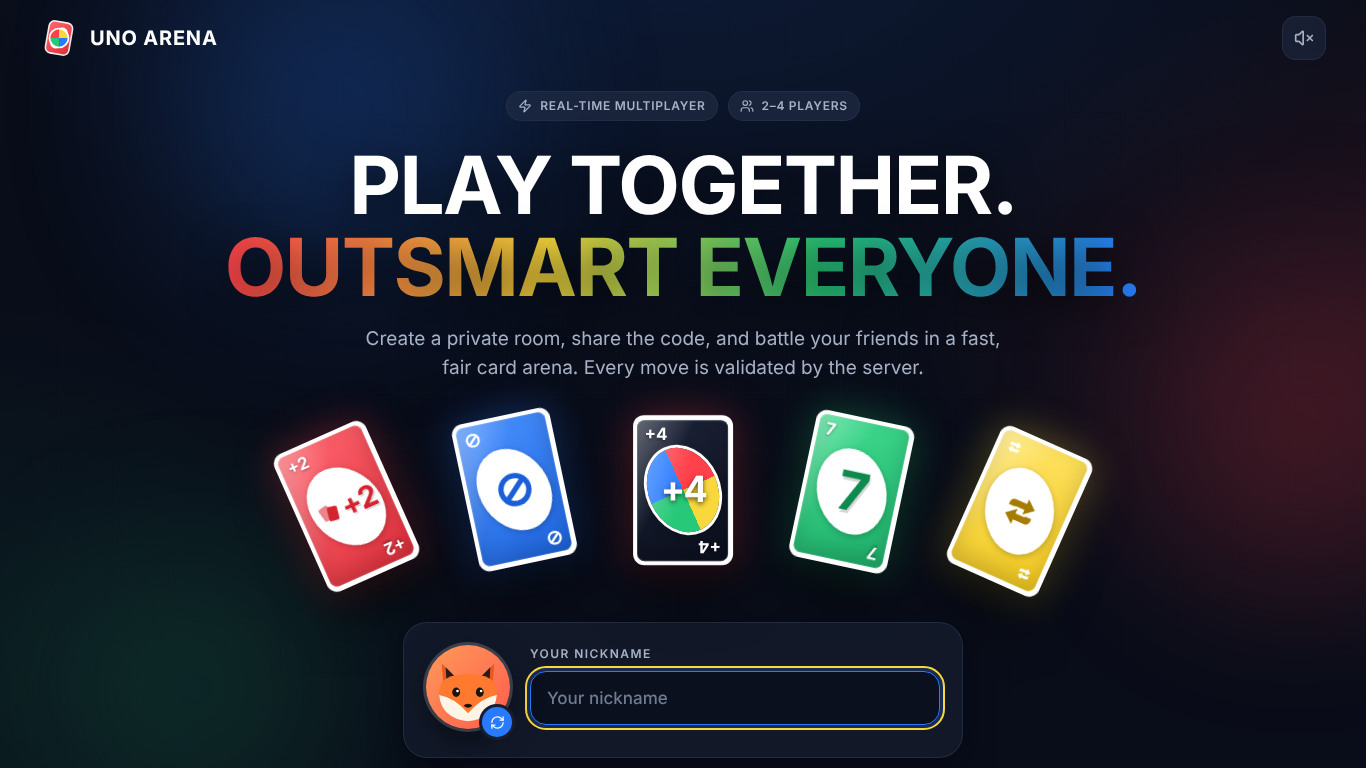 UNO ARENA
REAL-TIME MULTIPLAYER
2–4 PLAYERS
PLAY TOGETHER.
OUTSMART EVERYONE.
Create a private room, share the code, and battle your friends in a fast,
fair card arena. Every move is validated by the server.
+2
+2
+2
+4
+4
+4
7
7
7
YOUR NICKNAME
Your nickname